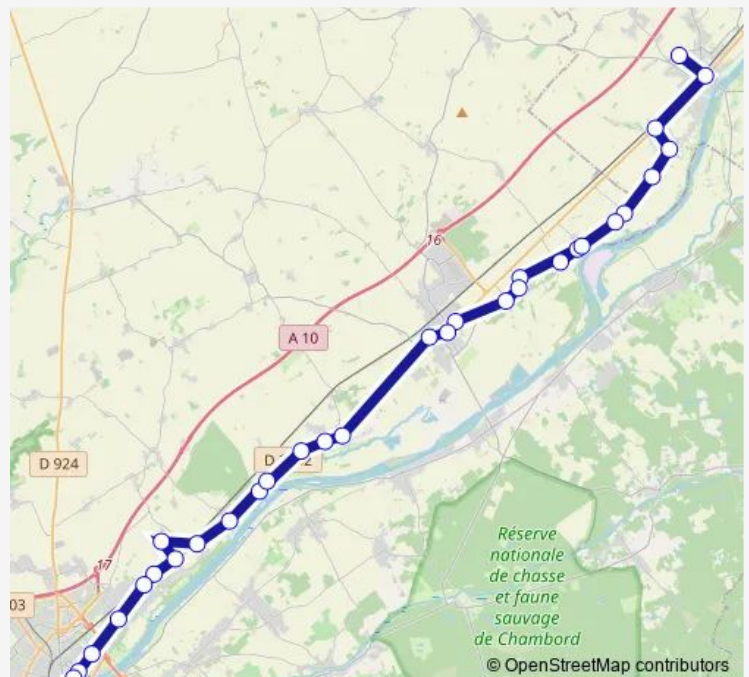 16
A 10
D 924
17
03
Réserve
nationale
de chasse
et faune
sauvage
de Chambord
© OpenStreetMap contributors